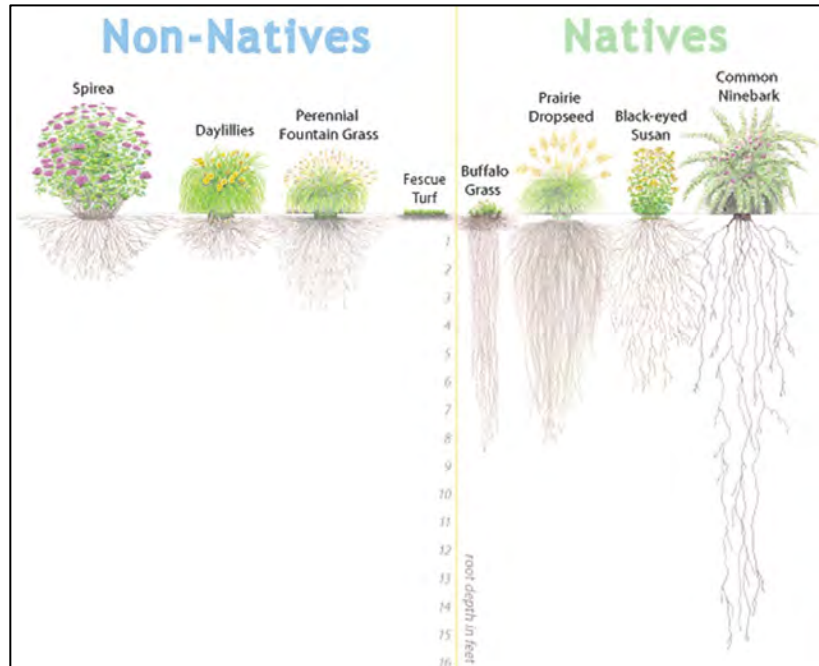 Non-Natives
Natives
Spirea
Daylillies
Perennial
Fountain Grass
Fescue
Turf
Buffalo
Grass
Prairie
Dropseed
Black-eyed
Susan
Common
Ninebark
1
2
3
4
5
6
7
8
9
10
11
12
13
14
15
16
root depth in feet